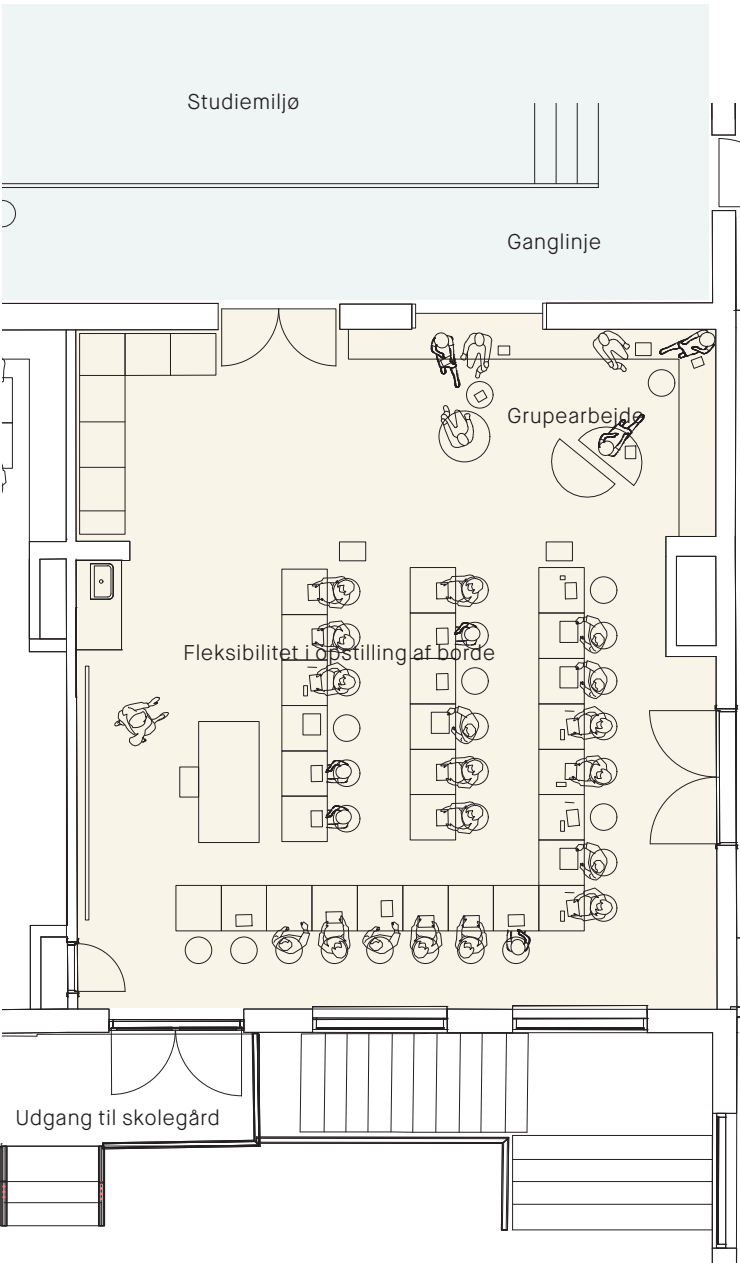 Studiemiljø
Ganglinje
Grupearbejde
Fleksibilitet i opstilling af borde
Udgang til skolegård